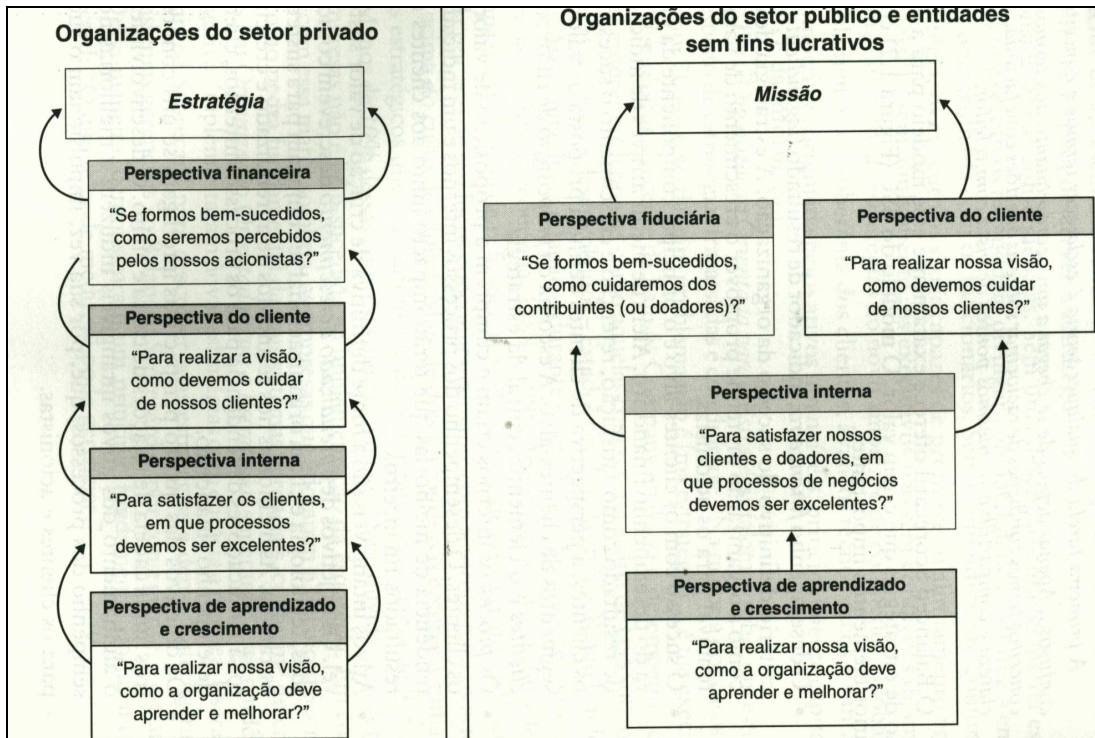 Organizações do setor privado
Estratégia
Perspectiva financeira
“Se formos bem-sucedidos,
como seremos percebidos
pelos nossos acionistas?”
Perspectiva do cliente
“Para realizar a visão,
como devemos cuidar
de nossos clientes?”
Perspectiva interna
“Para satisfazer os clientes,
em que processos
devemos ser excelentes?”
Perspectiva de aprendizado
e crescimento
“Para realizar nossa visão,
como a organização deve
aprender e melhorar?”
Organizações do setor público e entidades
sem fins lucrativos
Missão
Perspectiva fiduciária
“Se formos bem-sucedidos,
como cuidaremos dos
contribuintes (ou doadores)?”
Perspectiva do cliente
“Para realizar nossa visão,
como devemos cuidar
de nossos clientes?”
Perspectiva interna
“Para satisfazer nossos
clientes e doadores, em
que processos de negócios
devemos ser excelentes?”
Perspectiva de aprendizado
e crescimento
“Para realizar nossa visão,
como a organização deve
aprender e melhorar?”